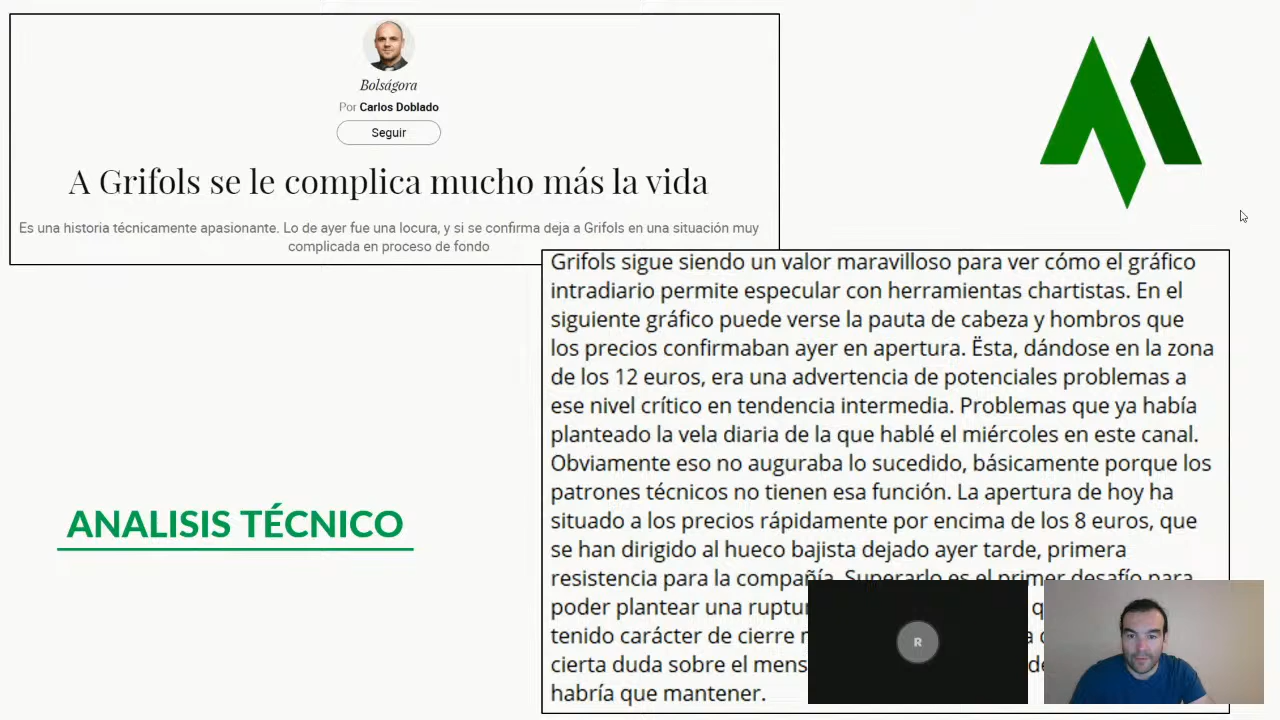 Bolságora
Por Carlos Doblado
Seguir
A Grifols se le complica mucho más la vida
Es una historia técnicamente apasionante. Lo de ayer fue una locura, y si se confirma deja a Grifols en una situación muy
complicada en proceso de fondo
Grifols sigue siendo un valor maravilloso para ver cómo el gráfico
intradiario permite especular con herramientas chartistas. En el
siguiente gráfico puede verse la pauta de cabeza y hombros que
los precios confirmaban ayer en apertura. Ësta, dándose en la zona
de los 12 euros, era una advertencia de potenciales problemas a
ese nivel crítico en tendencia intermedia. Problemas que ya había
planteado la vela diaria de la que hablé el miércoles en este canal.
Obviamente eso no auguraba lo sucedido, básicamente porque los
patrones técnicos no tienen esa función. La apertura de hoy ha
situado a los precios rápidamente por encima de los 8 euros, que
se han dirigido al hueco bajista dejado ayer tarde, primera
resistencia para la compañía. Superarlo es el primer desafío para
poder plantear una
tenido carácter de cierre
cierta duda sobre el
habría que mantener.
ANALISIS TÉCNICO
R